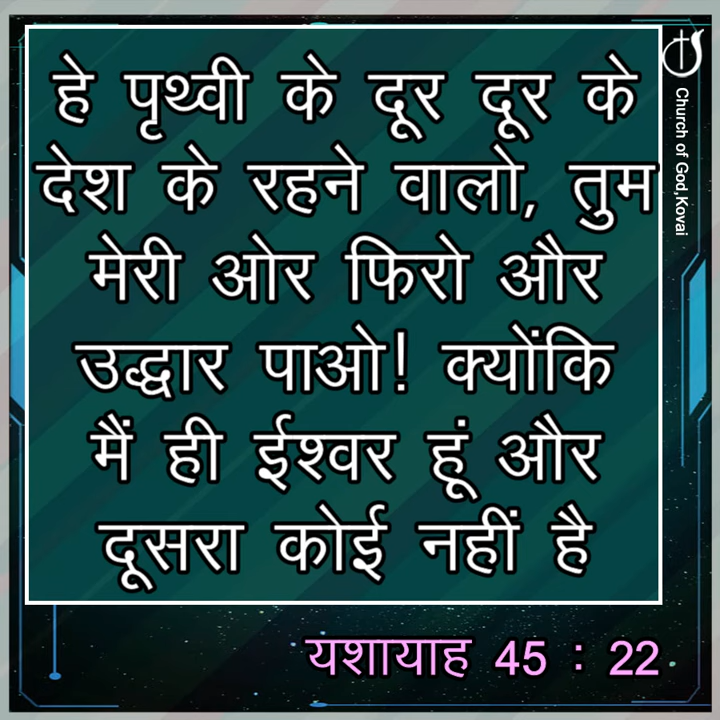 हे पृथ्वी के दूर दूर के
देश के रहने वालो, तुम
मेरी ओर फिरो और
उद्धार पाओ! क्योंकि
मैं ही ईश्वर हूं और
दूसरा कोई नहीं है
यशायाह 45 : 22
Church of God,Kovai